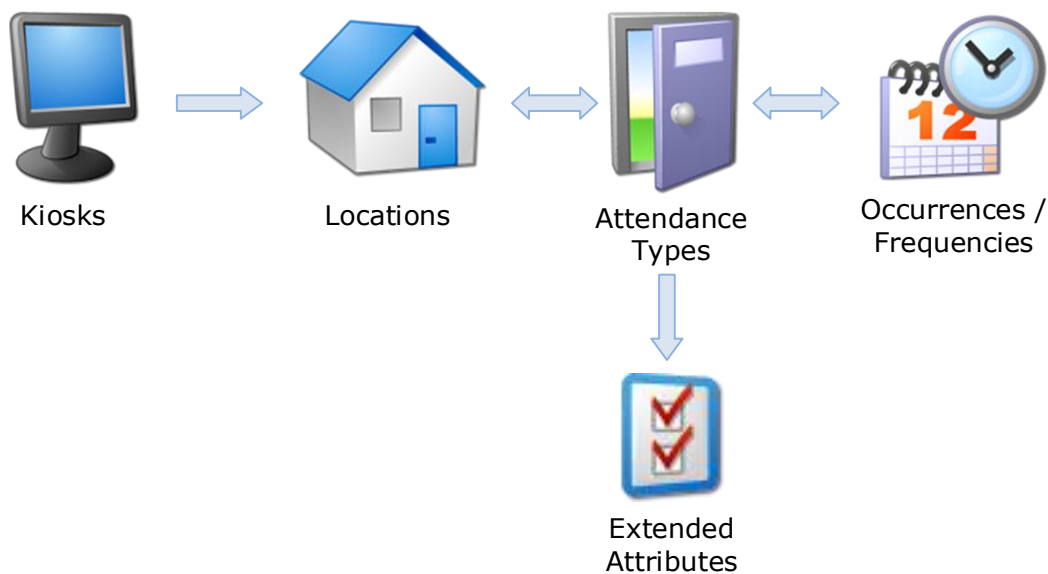 12
Kiosks
Locations
Attendance
Types
Occurrences /
Frequencies
Extended
Attributes